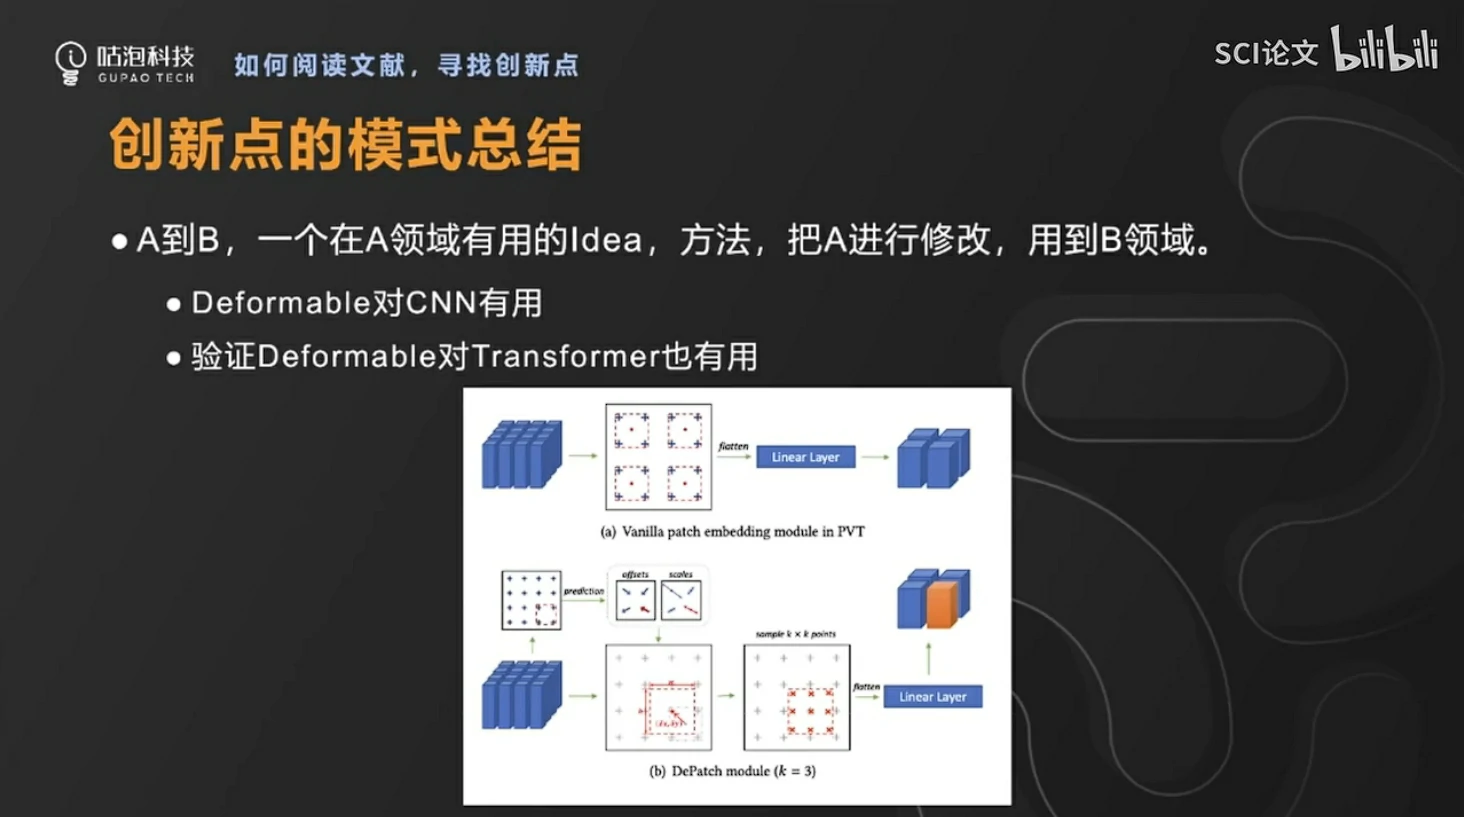 咕泡科技
GUPAO TECH
如何阅读文献，寻找创新点
SCI论文 bilibili
创新点的模式总结
A到B，一个在A领域有用的Idea，方法，把A进行修改，用到B领域。
Deformable对CNN有用
验证Deformable对Transformer也有用
flatten
Linear Layer
(a) Vanilla patch embedding module in PVT
prediction
offsets
scales
sample k × k points
flatten
Linear Layer
(b) DePatch module (k = 3)